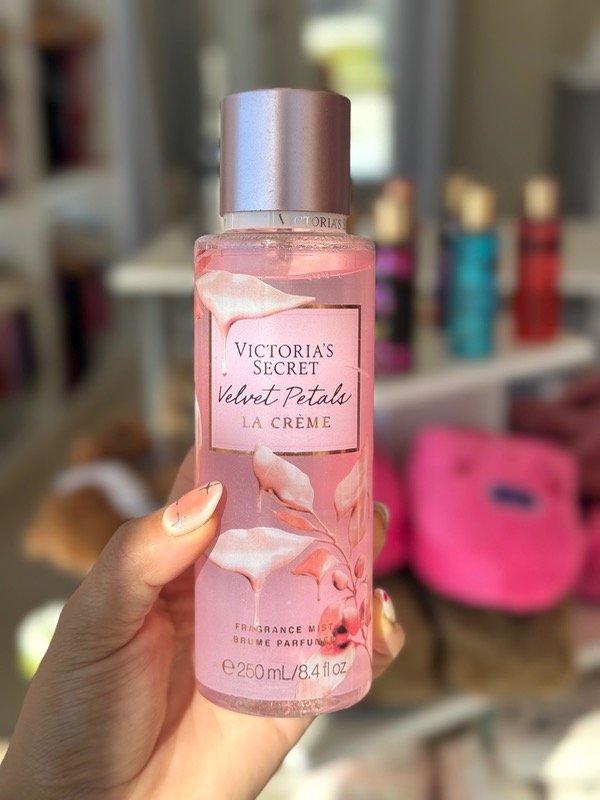 VICTORIA'S
VICTORIA'S
SECRET
Velvet Petals
LA CRÈME
FRAGRANCE MIST
BRUME PARFUMÉE
℮ 250 mL/8.4 fl oz